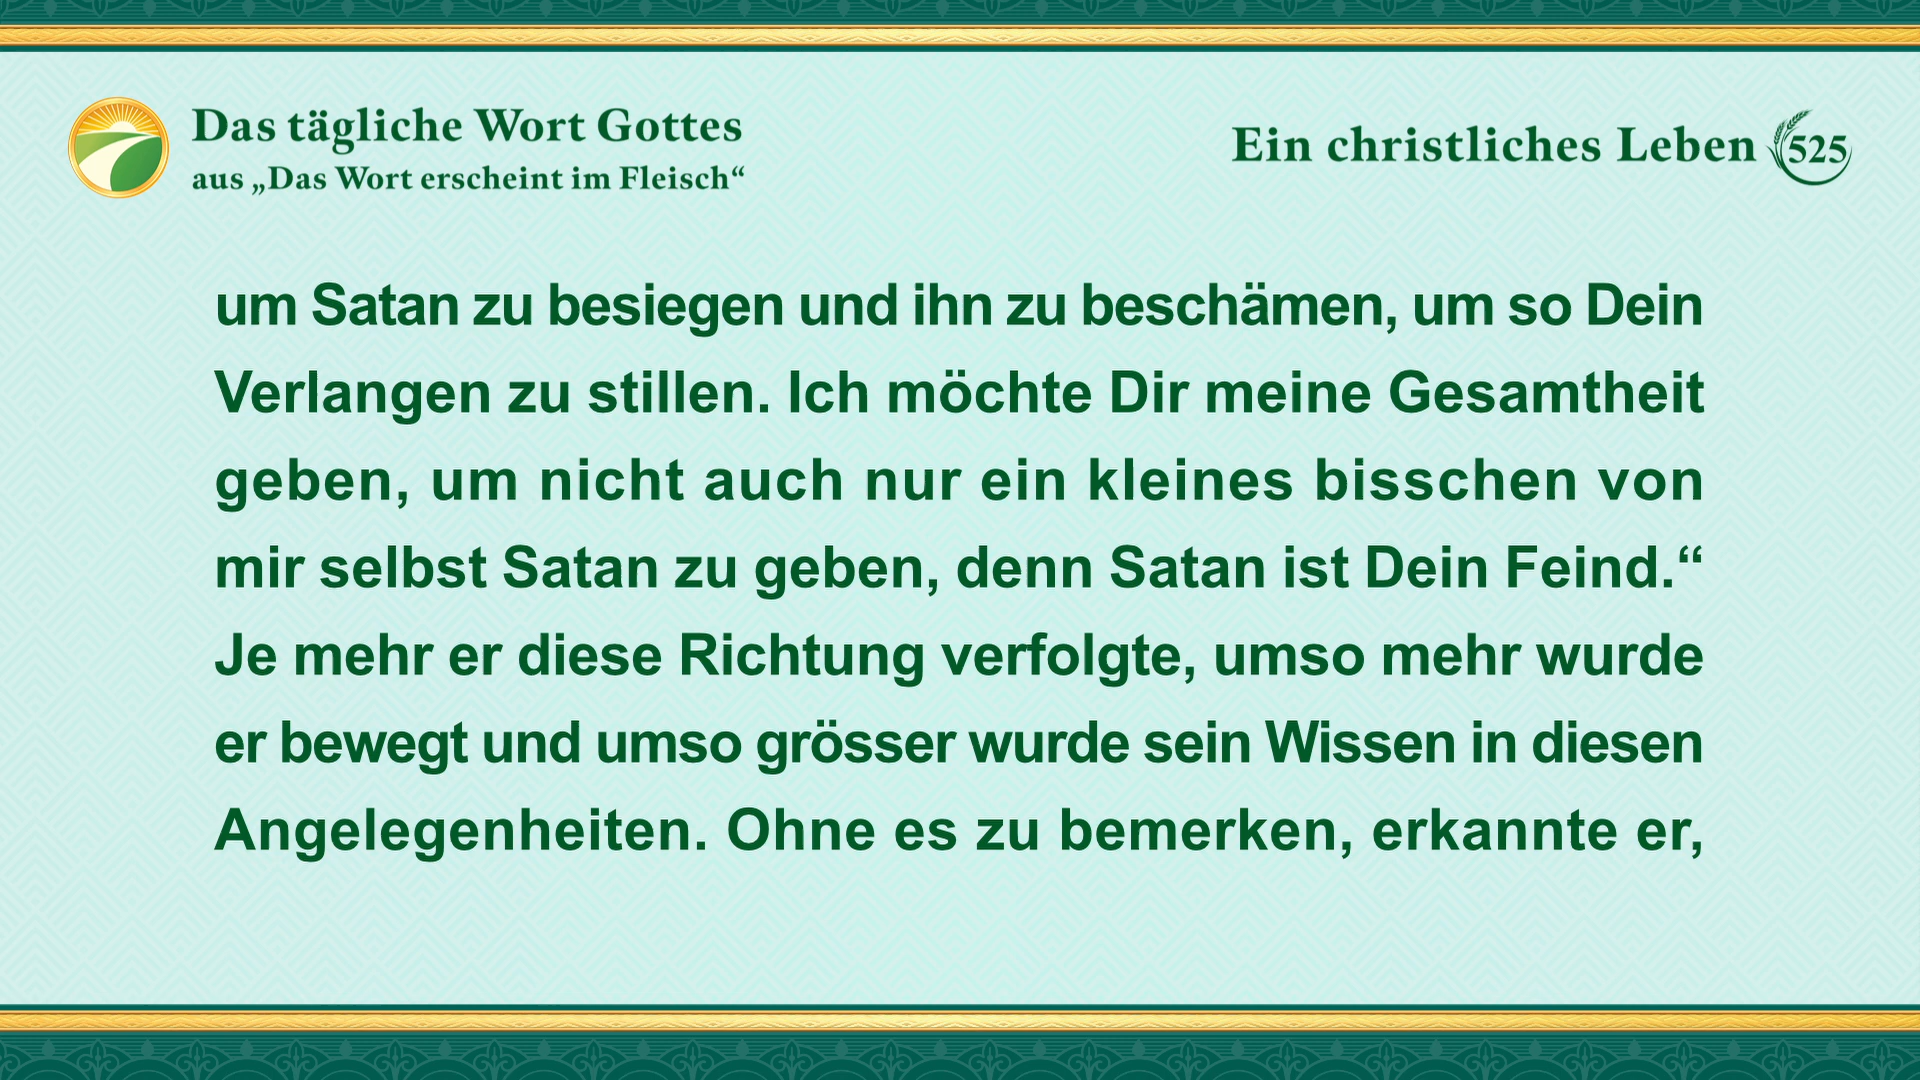 Das tägliche Wort Gottes
aus „Das Wort erscheint im Fleisch“
Ein christliches Leben 525
um Satan zu besiegen und ihn zu beschämen, um so Dein
Verlangen zu stillen. Ich möchte Dir meine Gesamtheit
geben, um nicht auch nur ein kleines bisschen von
mir selbst Satan zu geben, denn Satan ist Dein Feind.“
Je mehr er diese Richtung verfolgte, umso mehr wurde
er bewegt und umso grösser wurde sein Wissen in diesen
Angelegenheiten. Ohne es zu bemerken, erkannte er,